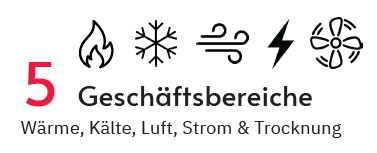 5 Geschäftsbereiche
Wärme, Kälte, Luft, Strom & Trocknung